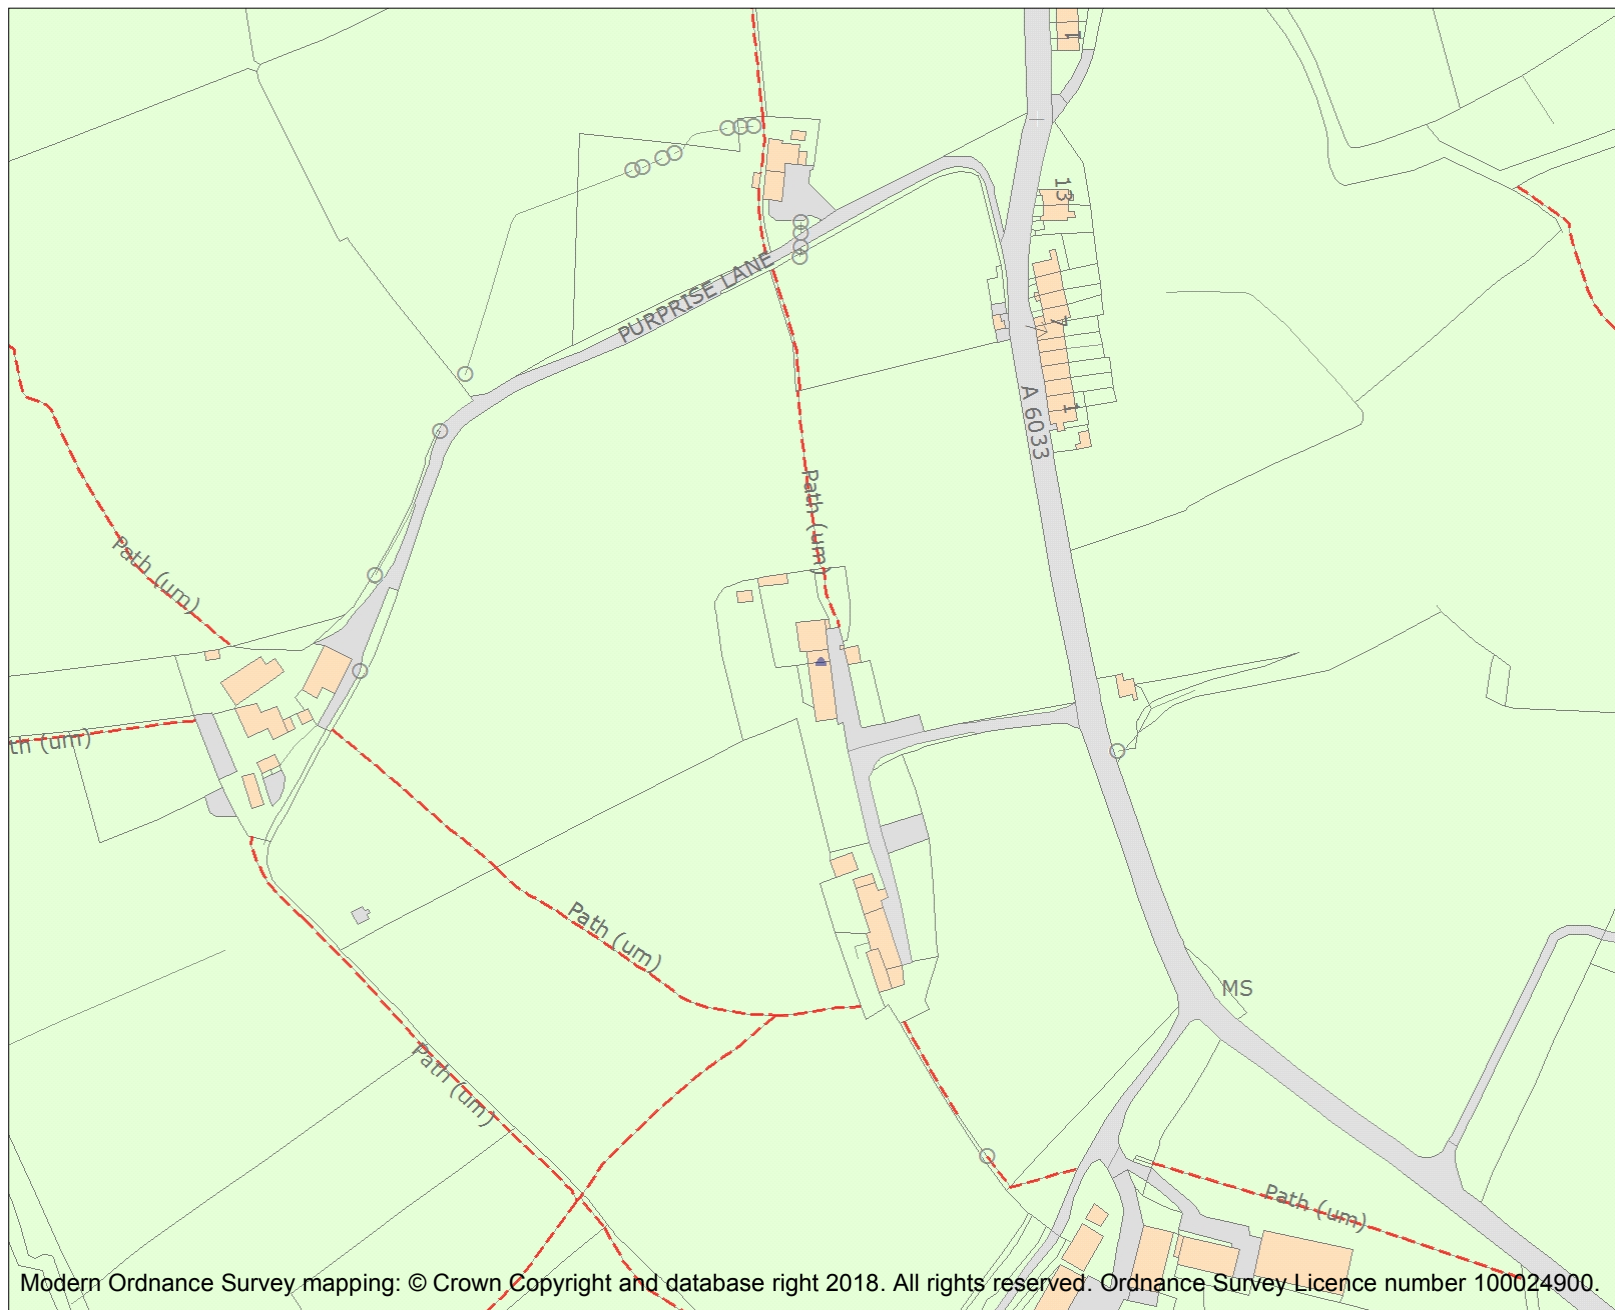 1
13
PURPRISE LANE
7
A 6033
1
Path (um)
Path (um)
th (um)
Path (um)
MS
Path (um)
Path (um)
Modern Ordnance Survey mapping: © Crown Copyright and database right 2018. All rights reserved. Ordnance Survey Licence number 100024900.